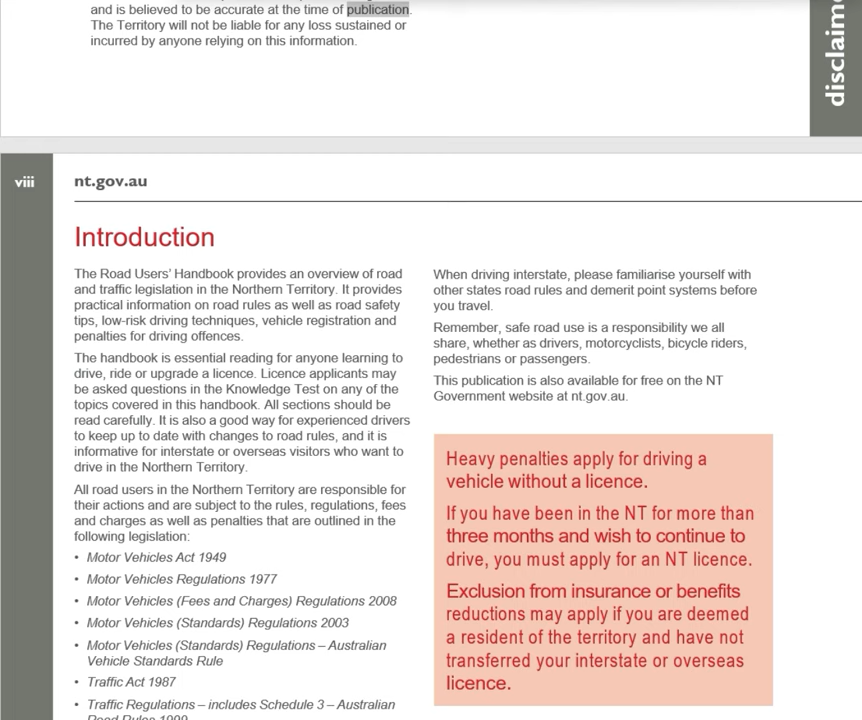 and is believed to be accurate at the time of publication.
The Territory will not be liable for any loss sustained or
incurred by anyone relying on this information.
disclaim
viii
nt.gov.au
Introduction
The Road Users' Handbook provides an overview of road
and traffic legislation in the Northern Territory. It provides
practical information on road rules as well as road safety
tips, low-risk driving techniques, vehicle registration and
penalties for driving offences.
The handbook is essential reading for anyone learning to
drive, ride or upgrade a licence. Licence applicants may
be asked questions in the Knowledge Test on any of the
topics covered in this handbook. All sections should be
read carefully. It is also a good way for experienced drivers
to keep up to date with changes to road rules, and it is
informative for interstate or overseas visitors who want to
drive in the Northern Territory.
All road users in the Northern Territory are responsible for
their actions and are subject to the rules, regulations, fees
and charges as well as penalties that are outlined in the
following legislation:
• Motor Vehicles Act 1949
• Motor Vehicles Regulations 1977
• Motor Vehicles (Fees and Charges) Regulations 2008
• Motor Vehicles (Standards) Regulations 2003
• Motor Vehicles (Standards) Regulations – Australian
Vehicle Standards Rule
• Traffic Act 1987
• Traffic Regulations – includes Schedule 3 – Australian
Road Rules 1999
When driving interstate, please familiarise yourself with
other states road rules and demerit point systems before
you travel.
Remember, safe road use is a responsibility we all
share, whether as drivers, motorcyclists, bicycle riders,
pedestrians or passengers.
This publication is also available for free on the NT
Government website at nt.gov.au.
Heavy penalties apply for driving a
vehicle without a licence.
If you have been in the NT for more than
three months and wish to continue to
drive, you must apply for an NT licence.
Exclusion from insurance or benefits
reductions may apply if you are deemed
a resident of the territory and have not
transferred your interstate or overseas
licence.